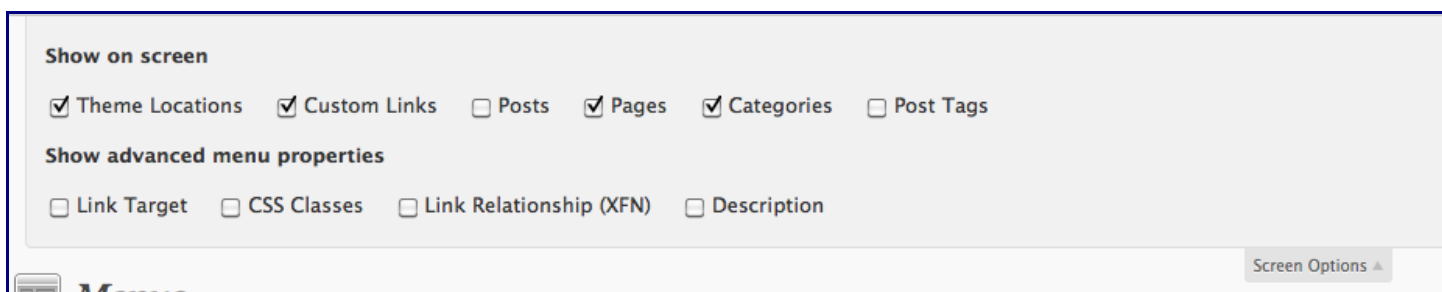 Show on screen
Theme Locations Custom Links Posts Pages Categories Post Tags
Show advanced menu properties
Link Target CSS Classes Link Relationship (XFN) Description
Screen Options